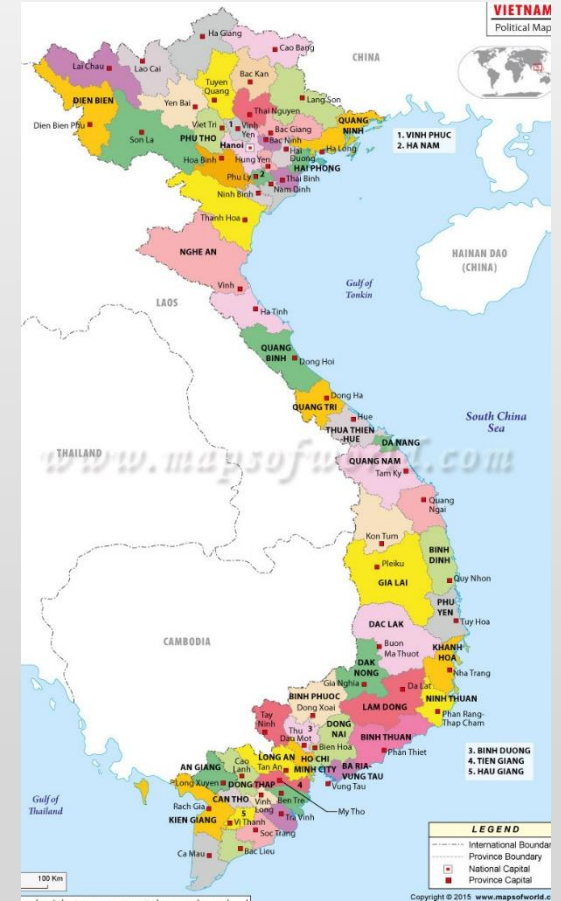 VIETNAM
Political Map
Ha Giang
Cao Bang
CHINA
Lai Chau
Lao Cai
Tuyen
Quang
Bac Kan
DIEN BIEN
Yen Bai
Lang Son
Thai Nguyen
QUANG
NINH
Dien Bien Phu
Viet Tri
1
Vinh
Yen
Bac Giang
Son La
PHU THO
Bac Ninh
Ha Long
Hanoi
Hai
Duong
Hoa Binh
Hung Yen
HAI PHONG
Phu Ly
2
Thai Binh
Nam Dinh
Ninh Binh
1. VINH PHUC
2. HA NAM
Thanh Hoa
NGHE AN
HAINAN DAO
(CHINA)
Vinh
Gulf of
Tonkin
LAOS
Ha Tinh
QUANG
BINH
Dong Hoi
Dong Ha
QUANG TRI
Hue
THUA THIEN
-HUE
DA NANG
South China
Sea
THAILAND
www.mapsofworld.com
QUANG NAM
Tam Ky
Quang
Ngai
Kon Tum
BINH
DINH
Pleiku
GIA LAI
Quy Nhon
PHU
YEN
Tuy Hoa
DAC LAK
CAMBODIA
Buon
Ma Thuot
KHANH
HOA
DAK
NONG
Nha Trang
Gia Nghia
Da Lat
BINH PHUOC
NINH THUAN
Dong Xoai
LAM DONG
Phan Rang-
Thap Cham
Tay
Ninh
Thu
Dau Mot
3
DONG
NAI
BINH THUAN
Bien Hoa
Phan Thiet
3. BINH DUONG
4. TIEN GIANG
5. HAU GIANG
LONG AN
HO CHI
MINH CITY
AN GIANG
Cao
Lanh
Tan An
BA RIA-
VUNG TAU
Long Xuyen
DONG THAP
4
Vung Tau
Gulf of
Thailand
CAN THO
Vinh
Long
Ben Tre
My Tho
Rach Gia
5
Tra Vinh
KIEN GIANG
Vi Thanh
Soc Trang
Ca Mau
Bac Lieu
LEGEND
International Boundar
Province Boundary
National Capital
Province Capital
100 Km
Copyright © 2015 www.mapsofworld.c